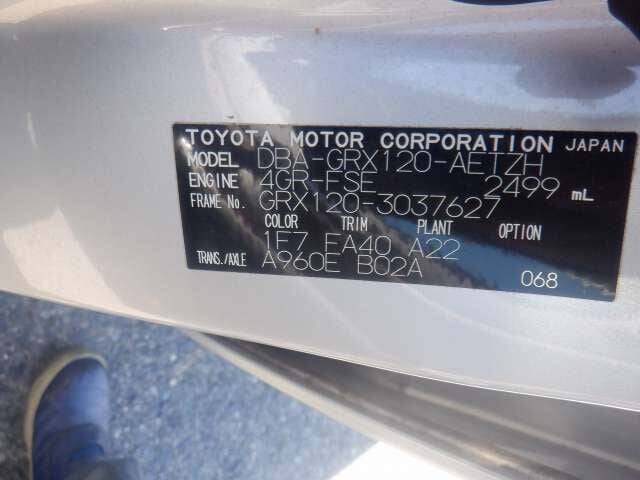 TOYOTA MOTOR CORPORATION JAPAN
MODEL DBA-GRX120-AETZH
ENGINE 4GR-FSE 2499 mL
FRAME No. GRX120-3037627
COLOR TRIM PLANT OPTION
1F7 FA40 A22
TRANS./AXLE A960E B02A
068